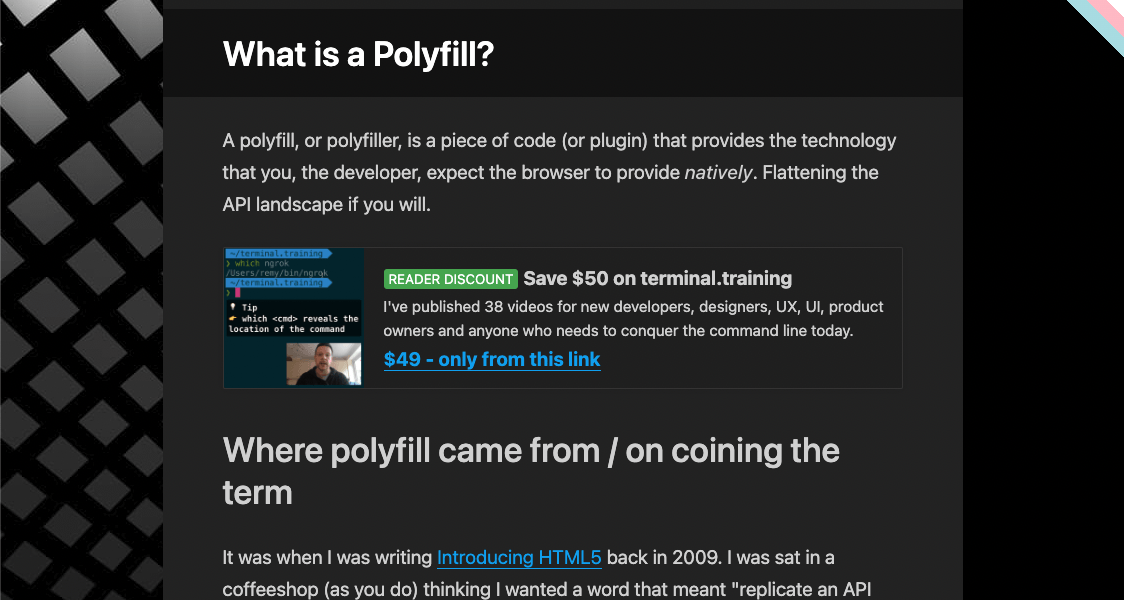 What is a Polyfill?
A polyfill, or polyfiller, is a piece of code (or plugin) that provides the technology
that you, the developer, expect the browser to provide natively. Flattening the
API landscape if you will.
~/terminal.training
❯ which ngrok
/Users/remy/bin/ngrok
~/terminal.training
❯
Tip
👉 which <cmd> reveals the
location of the command
READER DISCOUNT Save $50 on terminal.training
I've published 38 videos for new developers, designers, UX, UI, product
owners and anyone who needs to conquer the command line today.
$49 - only from this link
Where polyfill came from / on coining the
term
It was when I was writing Introducing HTML5 back in 2009. I was sat in a
coffeeshop (as you do) thinking I wanted a word that meant "replicate an API